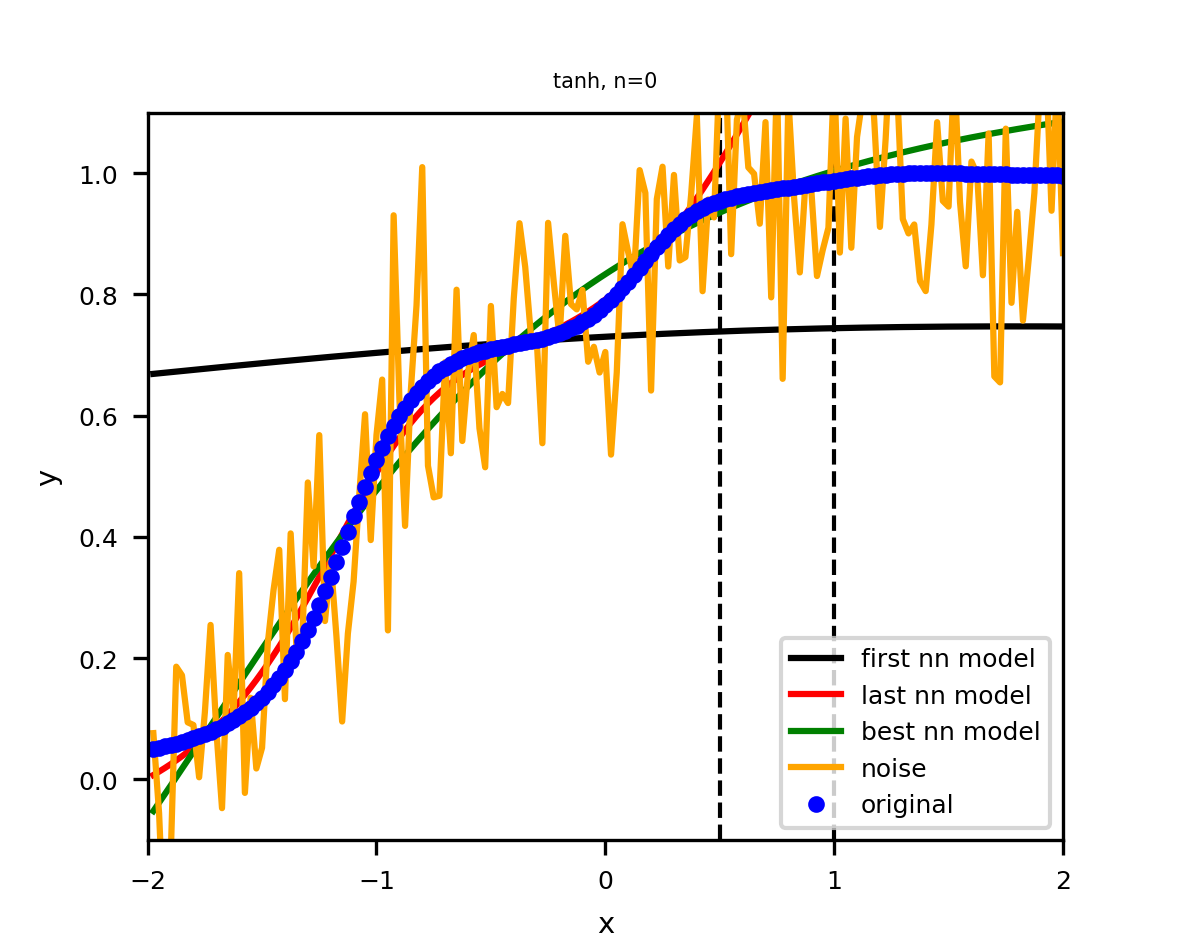 tanh, n=0
1.0
0.8
0.6
0.4
0.2
0.0
y
−2
−1
0
1
2
x
first nn model
last nn model
best nn model
noise
original